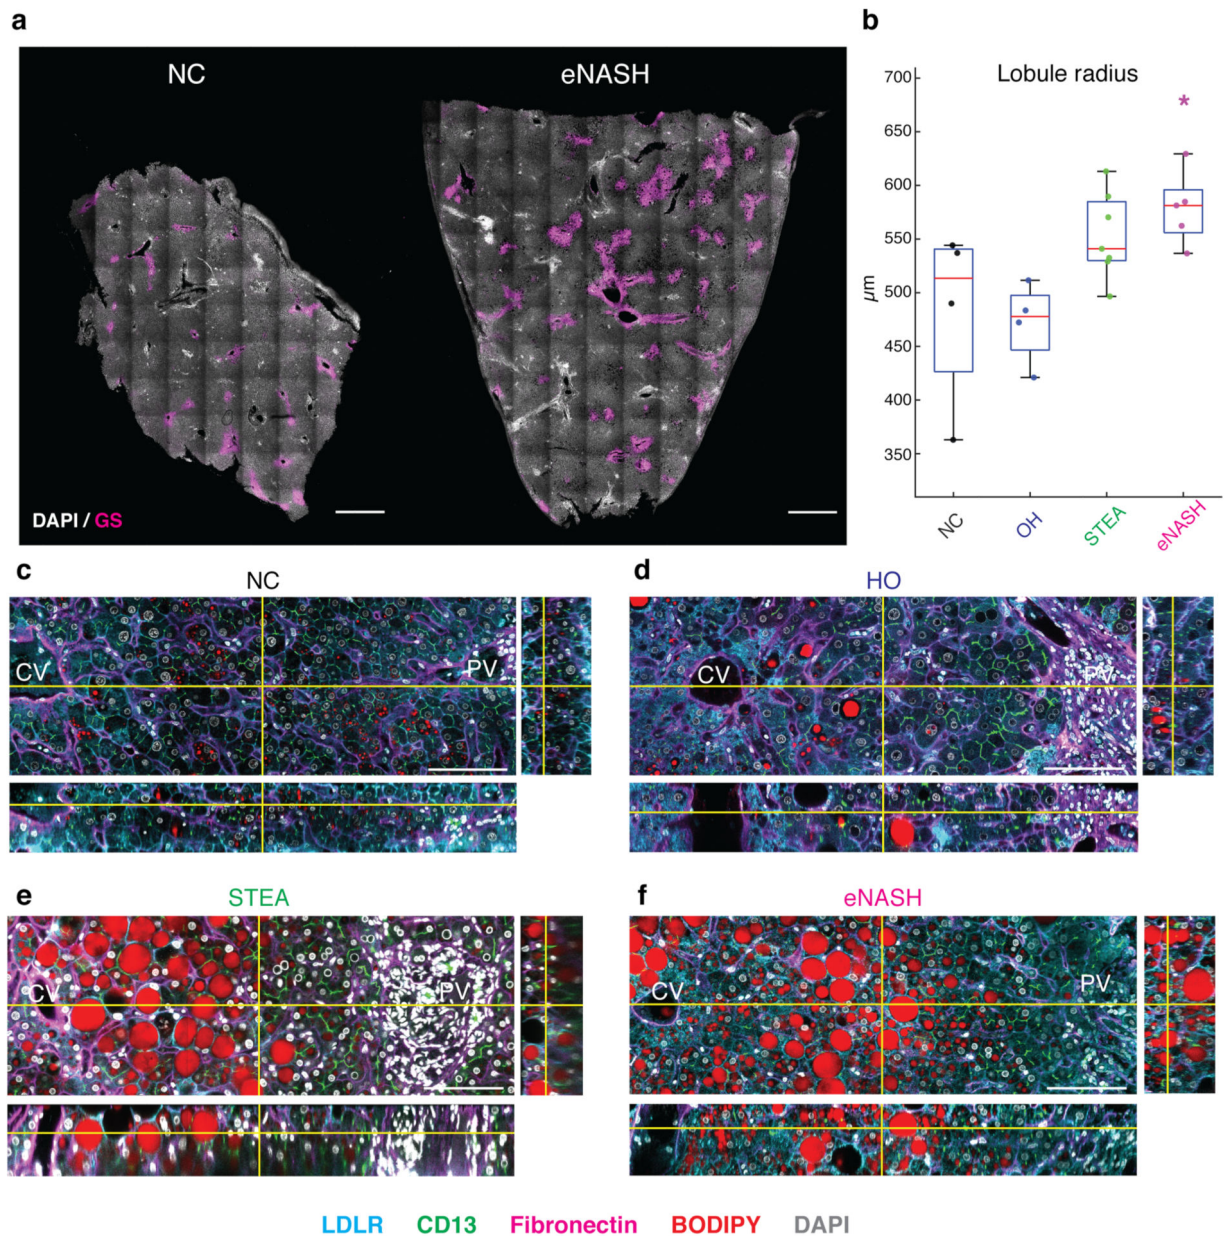 a
NC
eNASH
DAPI / GS
b
Lobule radius
700
650
600
550
500
450
400
350
µm
*
NC
OH
STEA
eNASH
c
NC
CV
PV
d
HO
CV
PV
e
STEA
CV
PV
f
eNASH
CV
PV
LDLR CD13 Fibronectin BODIPY DAPI